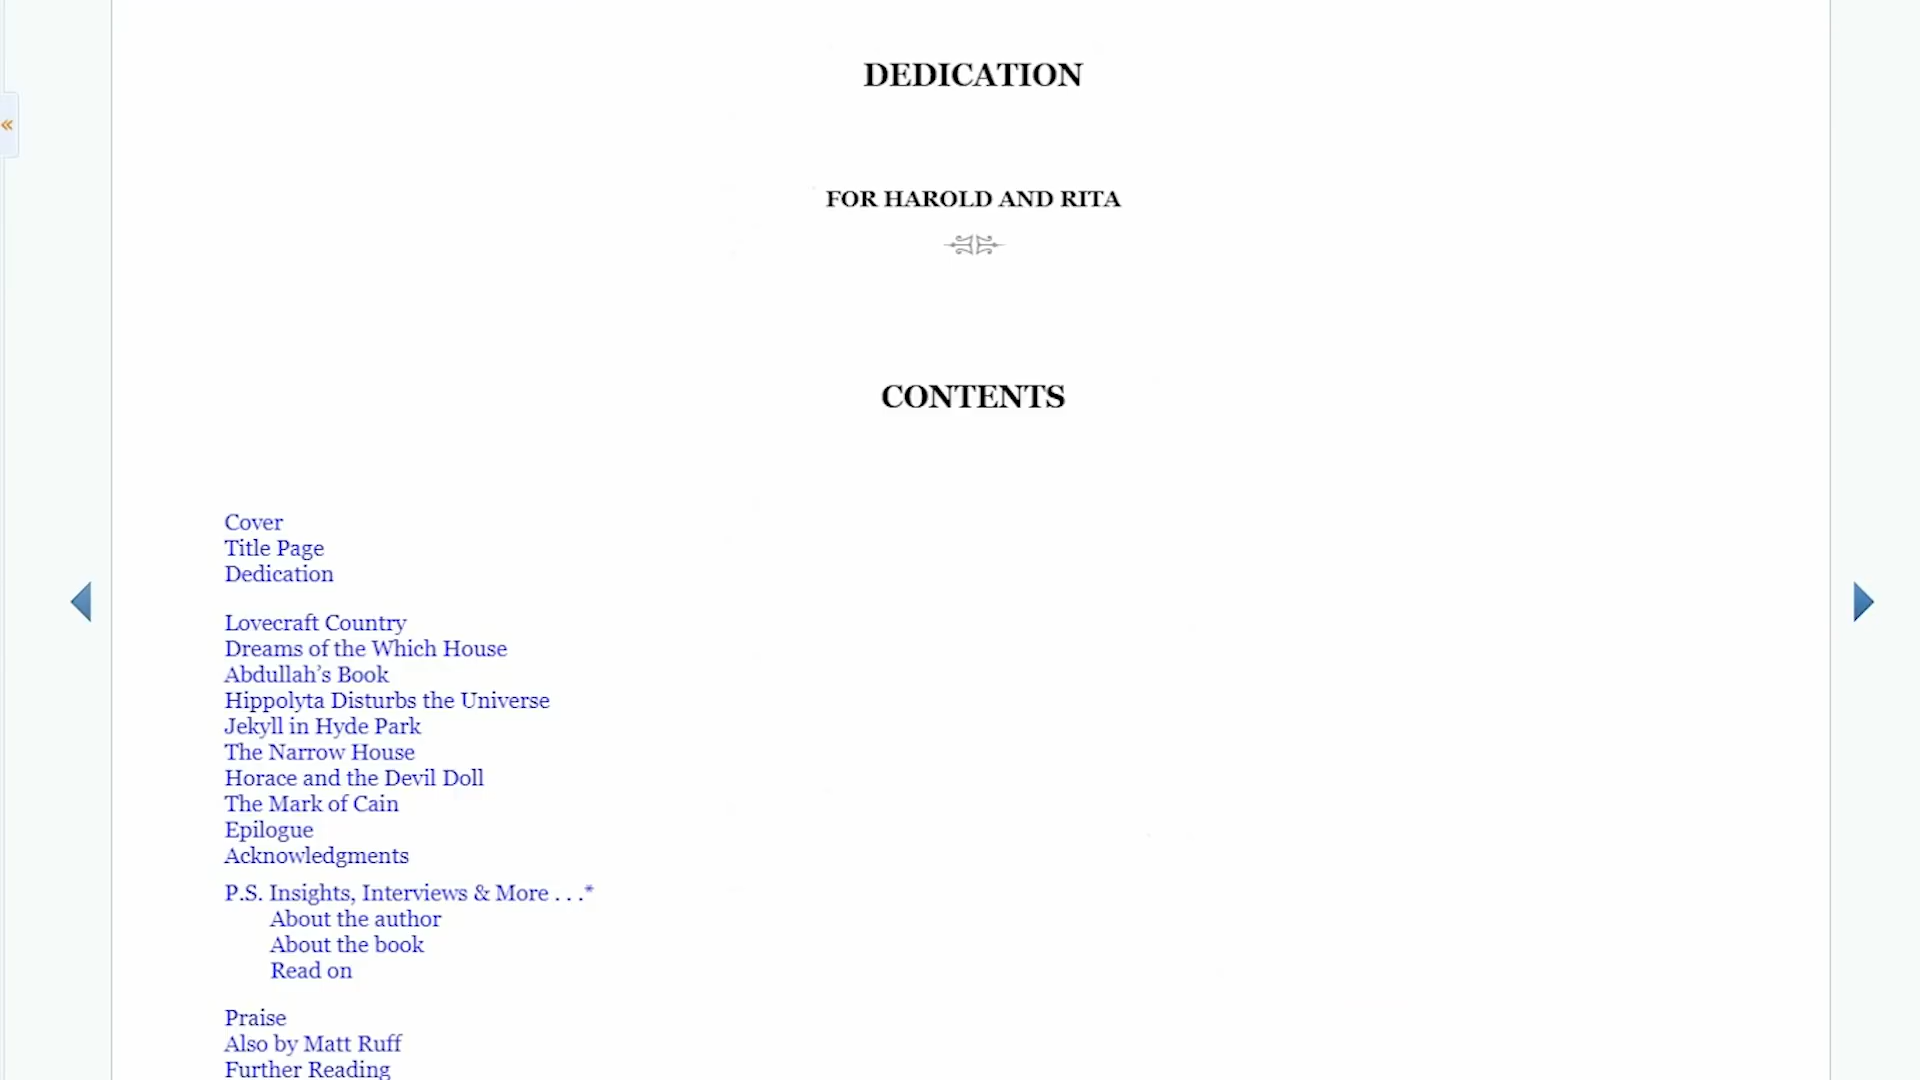 DEDICATION
FOR HAROLD AND RITA
CONTENTS
Cover
Title Page
Dedication
Lovecraft Country
Dreams of the Which House
Abdullah’s Book
Hippolyta Disturbs the Universe
Jekyll in Hyde Park
The Narrow House
Horace and the Devil Doll
The Mark of Cain
Epilogue
Acknowledgments
P.S. Insights, Interviews & More . . .*
About the author
About the book
Read on
Praise
Also by Matt Ruff
Further Reading